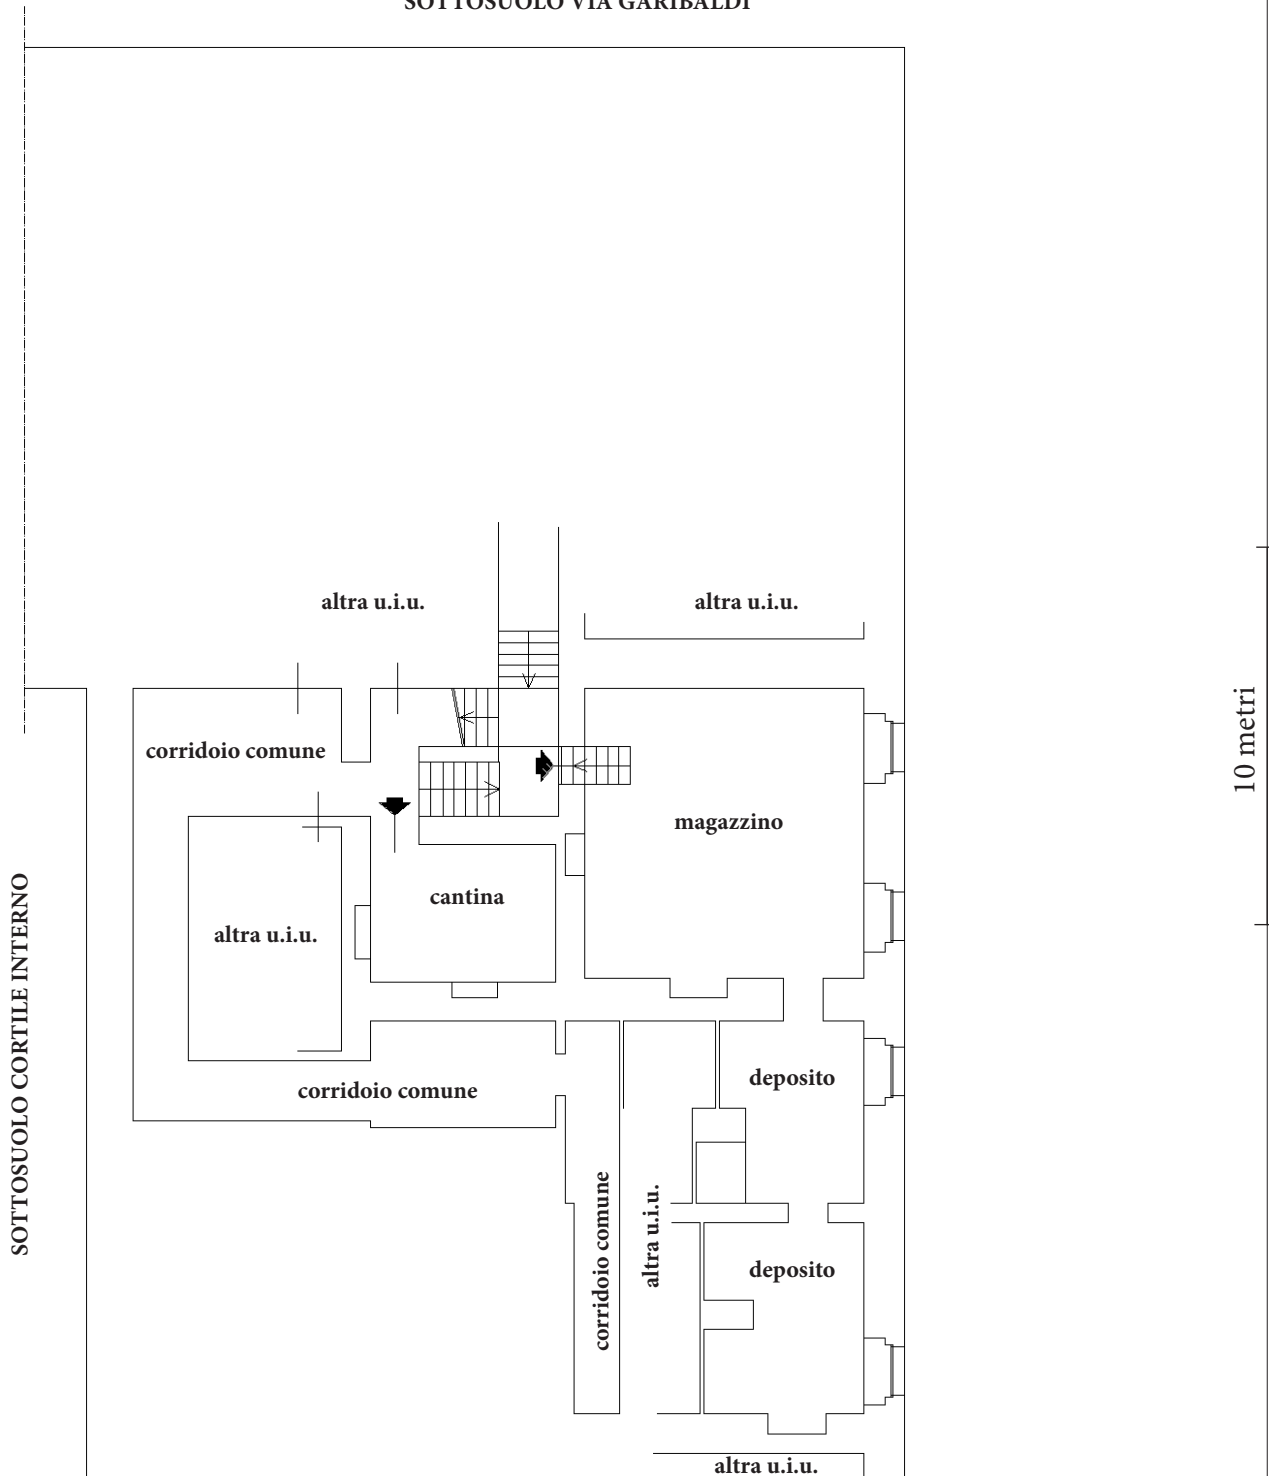 SOTTOSUOLO VIA GARIBALDI
altra u.i.u.
altra u.i.u.
10 metri
corridoio comune
magazzino
cantina
altra u.i.u.
SOTTOSUOLO CORTILE INTERNO
deposito
corridoio comune
corridoio comune
altra u.i.u.
deposito
altra u.i.u.